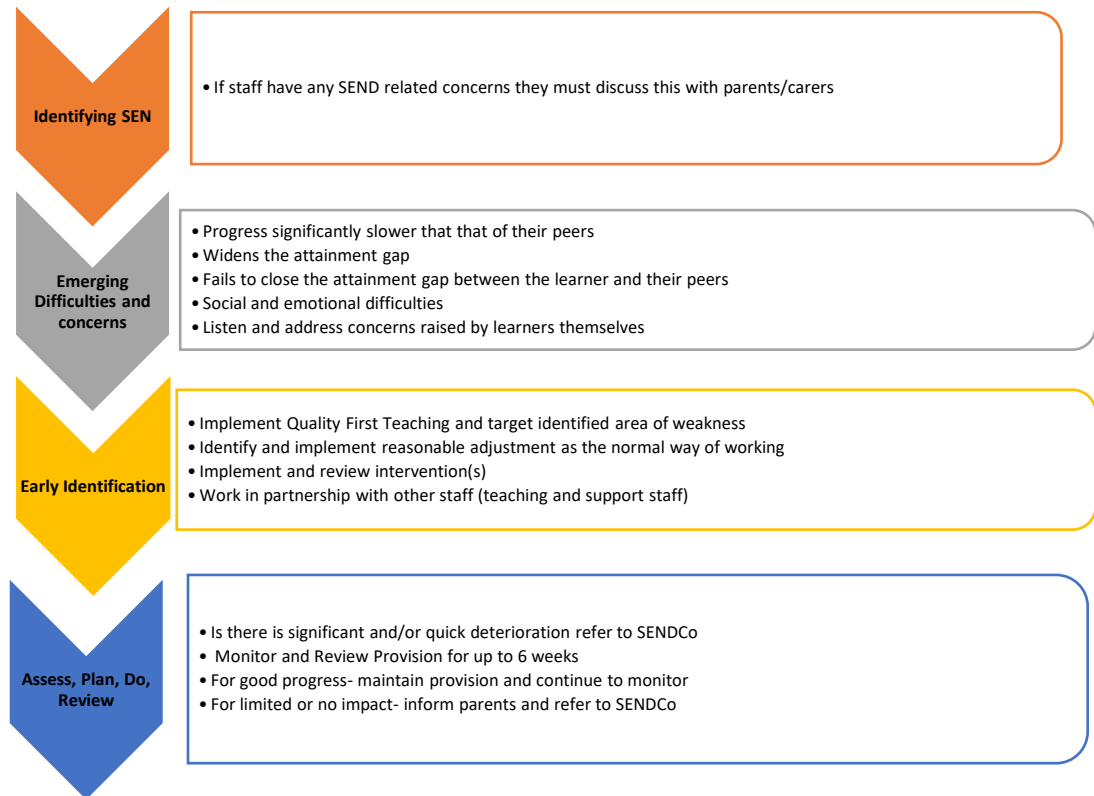 Identifying SEN
• If staff have any SEND related concerns they must discuss this with parents/carers
Emerging
Difficulties and
concerns
• Progress significantly slower that that of their peers
• Widens the attainment gap
• Fails to close the attainment gap between the learner and their peers
• Social and emotional difficulties
• Listen and address concerns raised by learners themselves
Early Identification
• Implement Quality First Teaching and target identified area of weakness
• Identify and implement reasonable adjustment as the normal way of working
• Implement and review intervention(s)
• Work in partnership with other staff (teaching and support staff)
Assess, Plan, Do,
Review
• Is there is significant and/or quick deterioration refer to SENDCo
• Monitor and Review Provision for up to 6 weeks
• For good progress- maintain provision and continue to monitor
• For limited or no impact- inform parents and refer to SENDCo